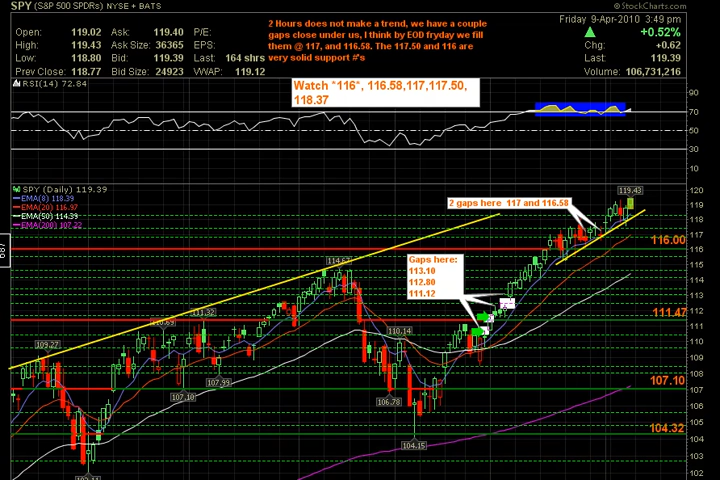 SPY (S&P 500 SPDRs) NYSE + BATS
© StockCharts.com
Friday 9-Apr-2010 3:49 pm
Open: 119.02 Ask: 119.40 P/E:
High: 119.43 Ask Size: 36365 EPS:
Low: 118.80 Bid: 119.39 Last: 164 shrs
Prev Close: 118.77 Bid Size: 24923 VWAP: 119.12
2 Hours does not make a trend, we have a couple
gaps close under us, I think by EOD fryday we fill
them @ 117, and 116.58. The 117.50 and 116 are
very solid support #'s
+0.52%
Chg: +0.62
Last: 119.39
Volume: 106,731,216
RSI(14) 72.84
Watch *116*, 116.58,117,117.50,
118.37
90
70
50
30
10
SPY (Daily) 119.39
EMA(8) 118.39
EMA(20) 116.97
EMA(50) 114.39
EMA(200) 107.22
2 gaps here 117 and 116.58
119.43
Gaps here:
113.10
112.80
111.12
116.00
111.47
107.10
104.32
109.27
110.69
111.32
107.10
107.99
114.67
106.78
110.14
104.15
120
119
118
117
116
115
114
113
112
111
110
109
108
107
106
105
104
103
102
687